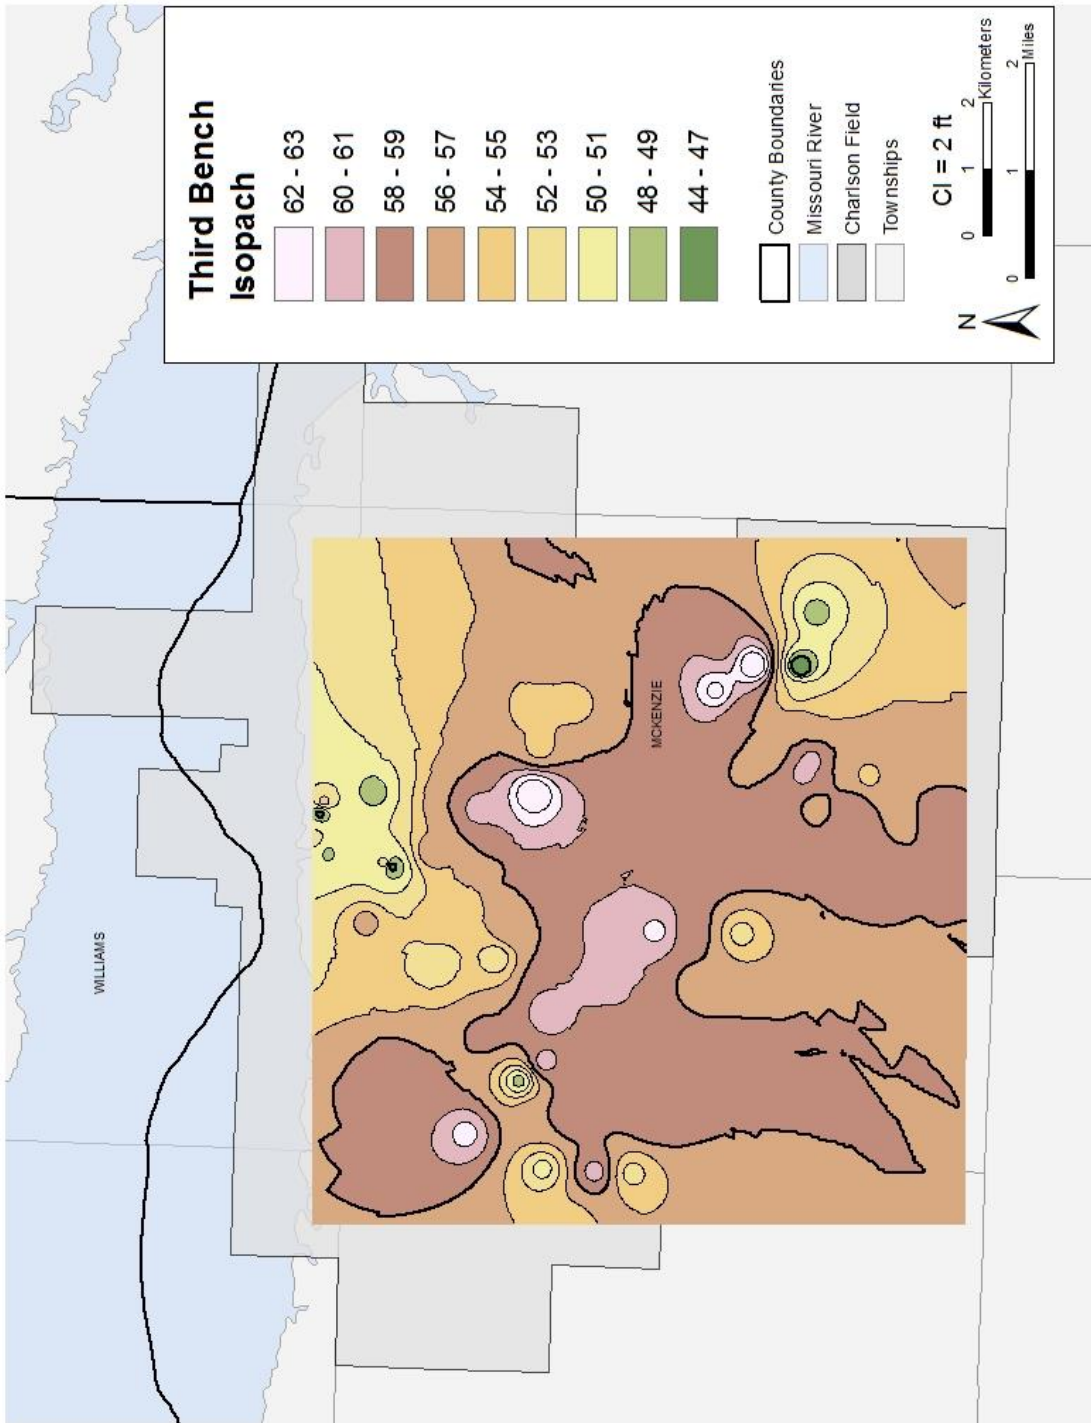 Third Bench
Isopach
62 - 63
60 - 61
58 - 59
56 - 57
54 - 55
52 - 53
50 - 51
48 - 49
44 - 47
County Boundaries
Missouri River
Charlson Field
Townships
CI = 2 ft
N
0 1 2
Kilometers
0 1 2
Miles
WILLIAMS
MCKENZIE